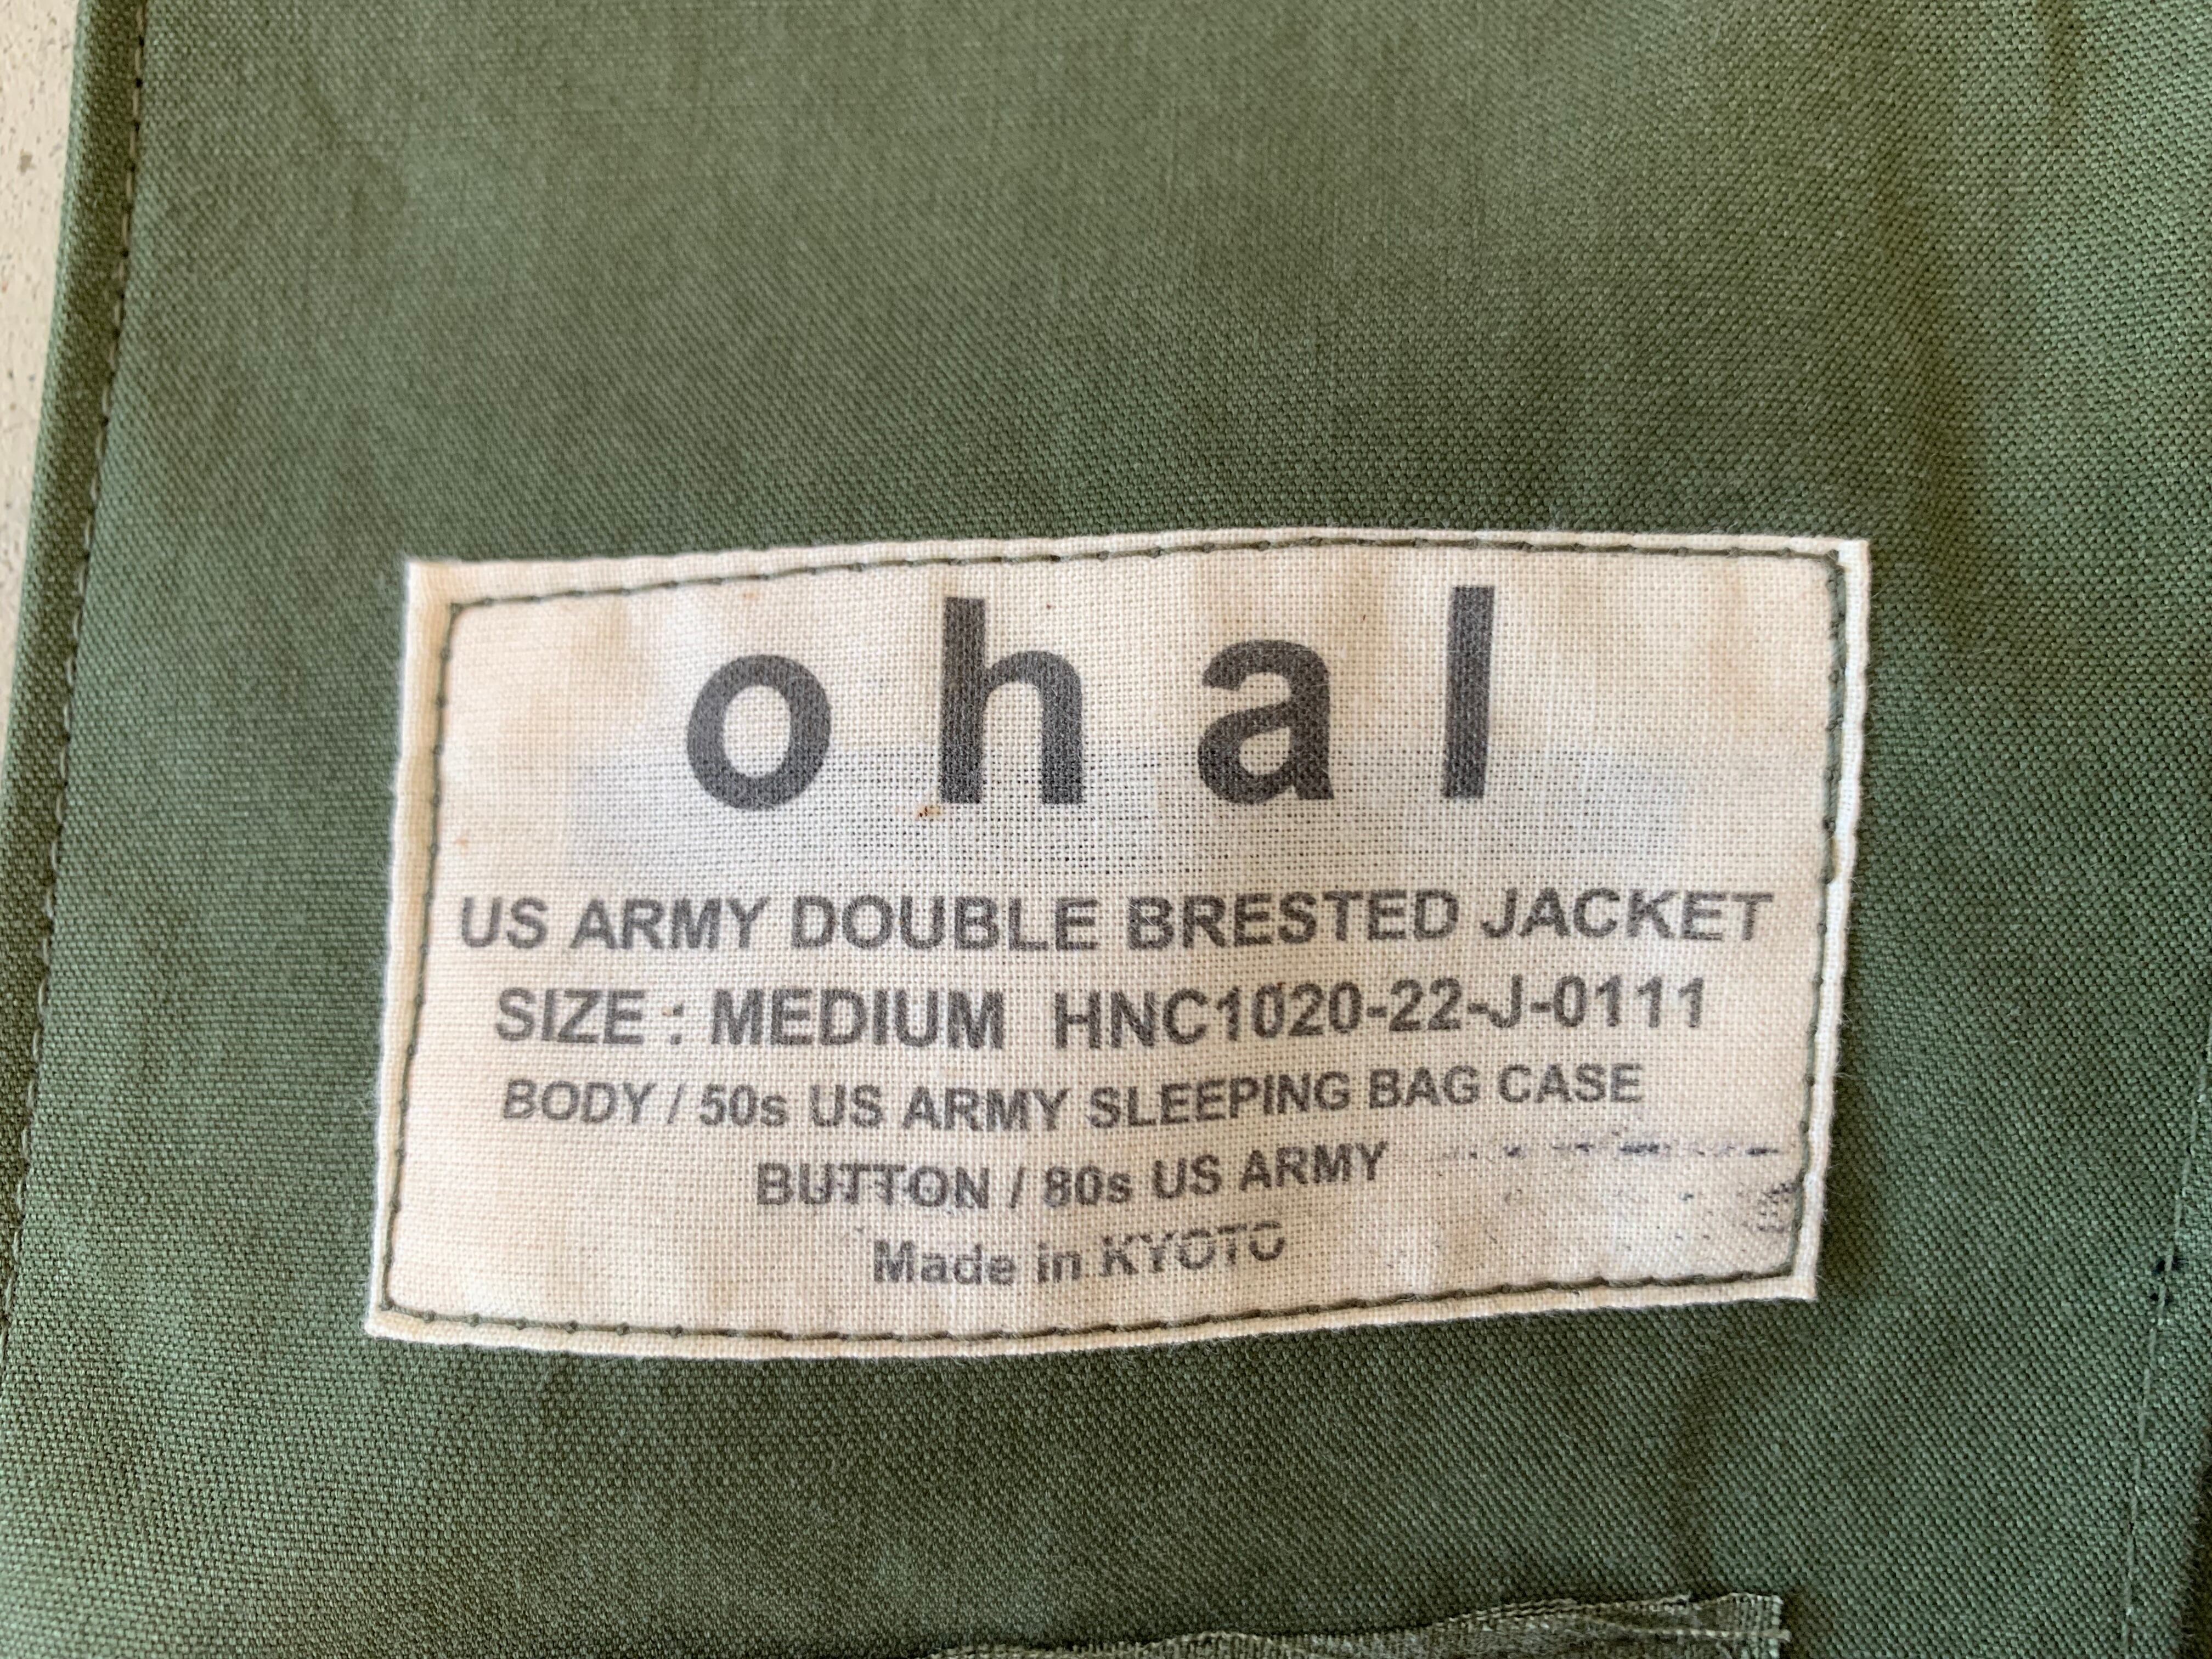 ohal
US ARMY DOUBLE BRESTED JACKET
SIZE : MEDIUM HNC1020-22-J-0111
BODY / 50s US ARMY SLEEPING BAG CASE
BUTTON / 80s US ARMY
Made in KYOTO